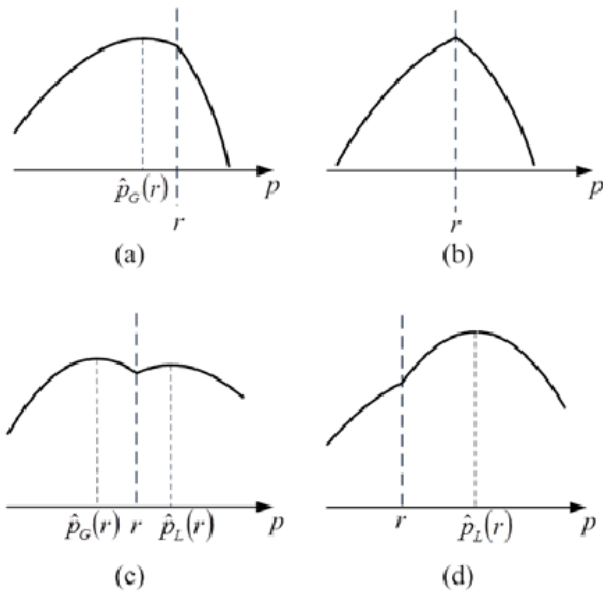 p̂_G(r) p
r
(a)
p
r
(b)
p̂_G(r) r p̂_L(r) p
(c)
r p̂_L(r) p
(d)